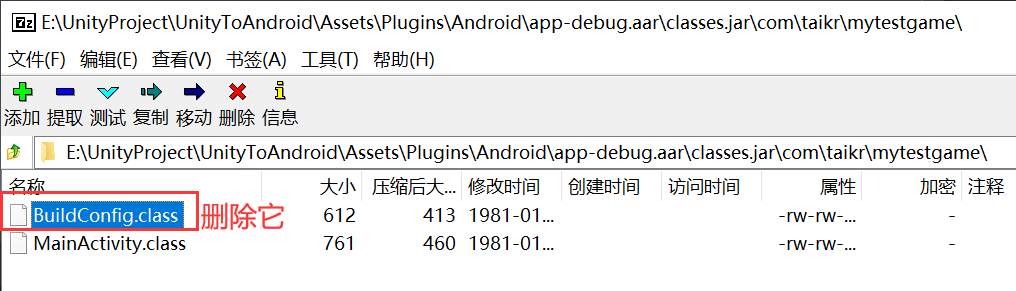 7z E:\UnityProject\UnityToAndroid\Assets\Plugins\Android\app-debug.aar\classes.jar\com\taikr\mytestgame\
文件(F) 编辑(E) 查看(V) 书签(A) 工具(T) 帮助(H)
添加 提取 测试 复制 移动 删除 信息
E:\UnityProject\UnityToAndroid\Assets\Plugins\Android\app-debug.aar\classes.jar\com\taikr\mytestgame\
名称 大小 压缩后大... 修改时间 创建时间 访问时间 属性 加密 注释
BuildConfig.class 删除它 612 413 1981-01... -rw-rw-... -
MainActivity.class 761 460 1981-01... -rw-rw-... -